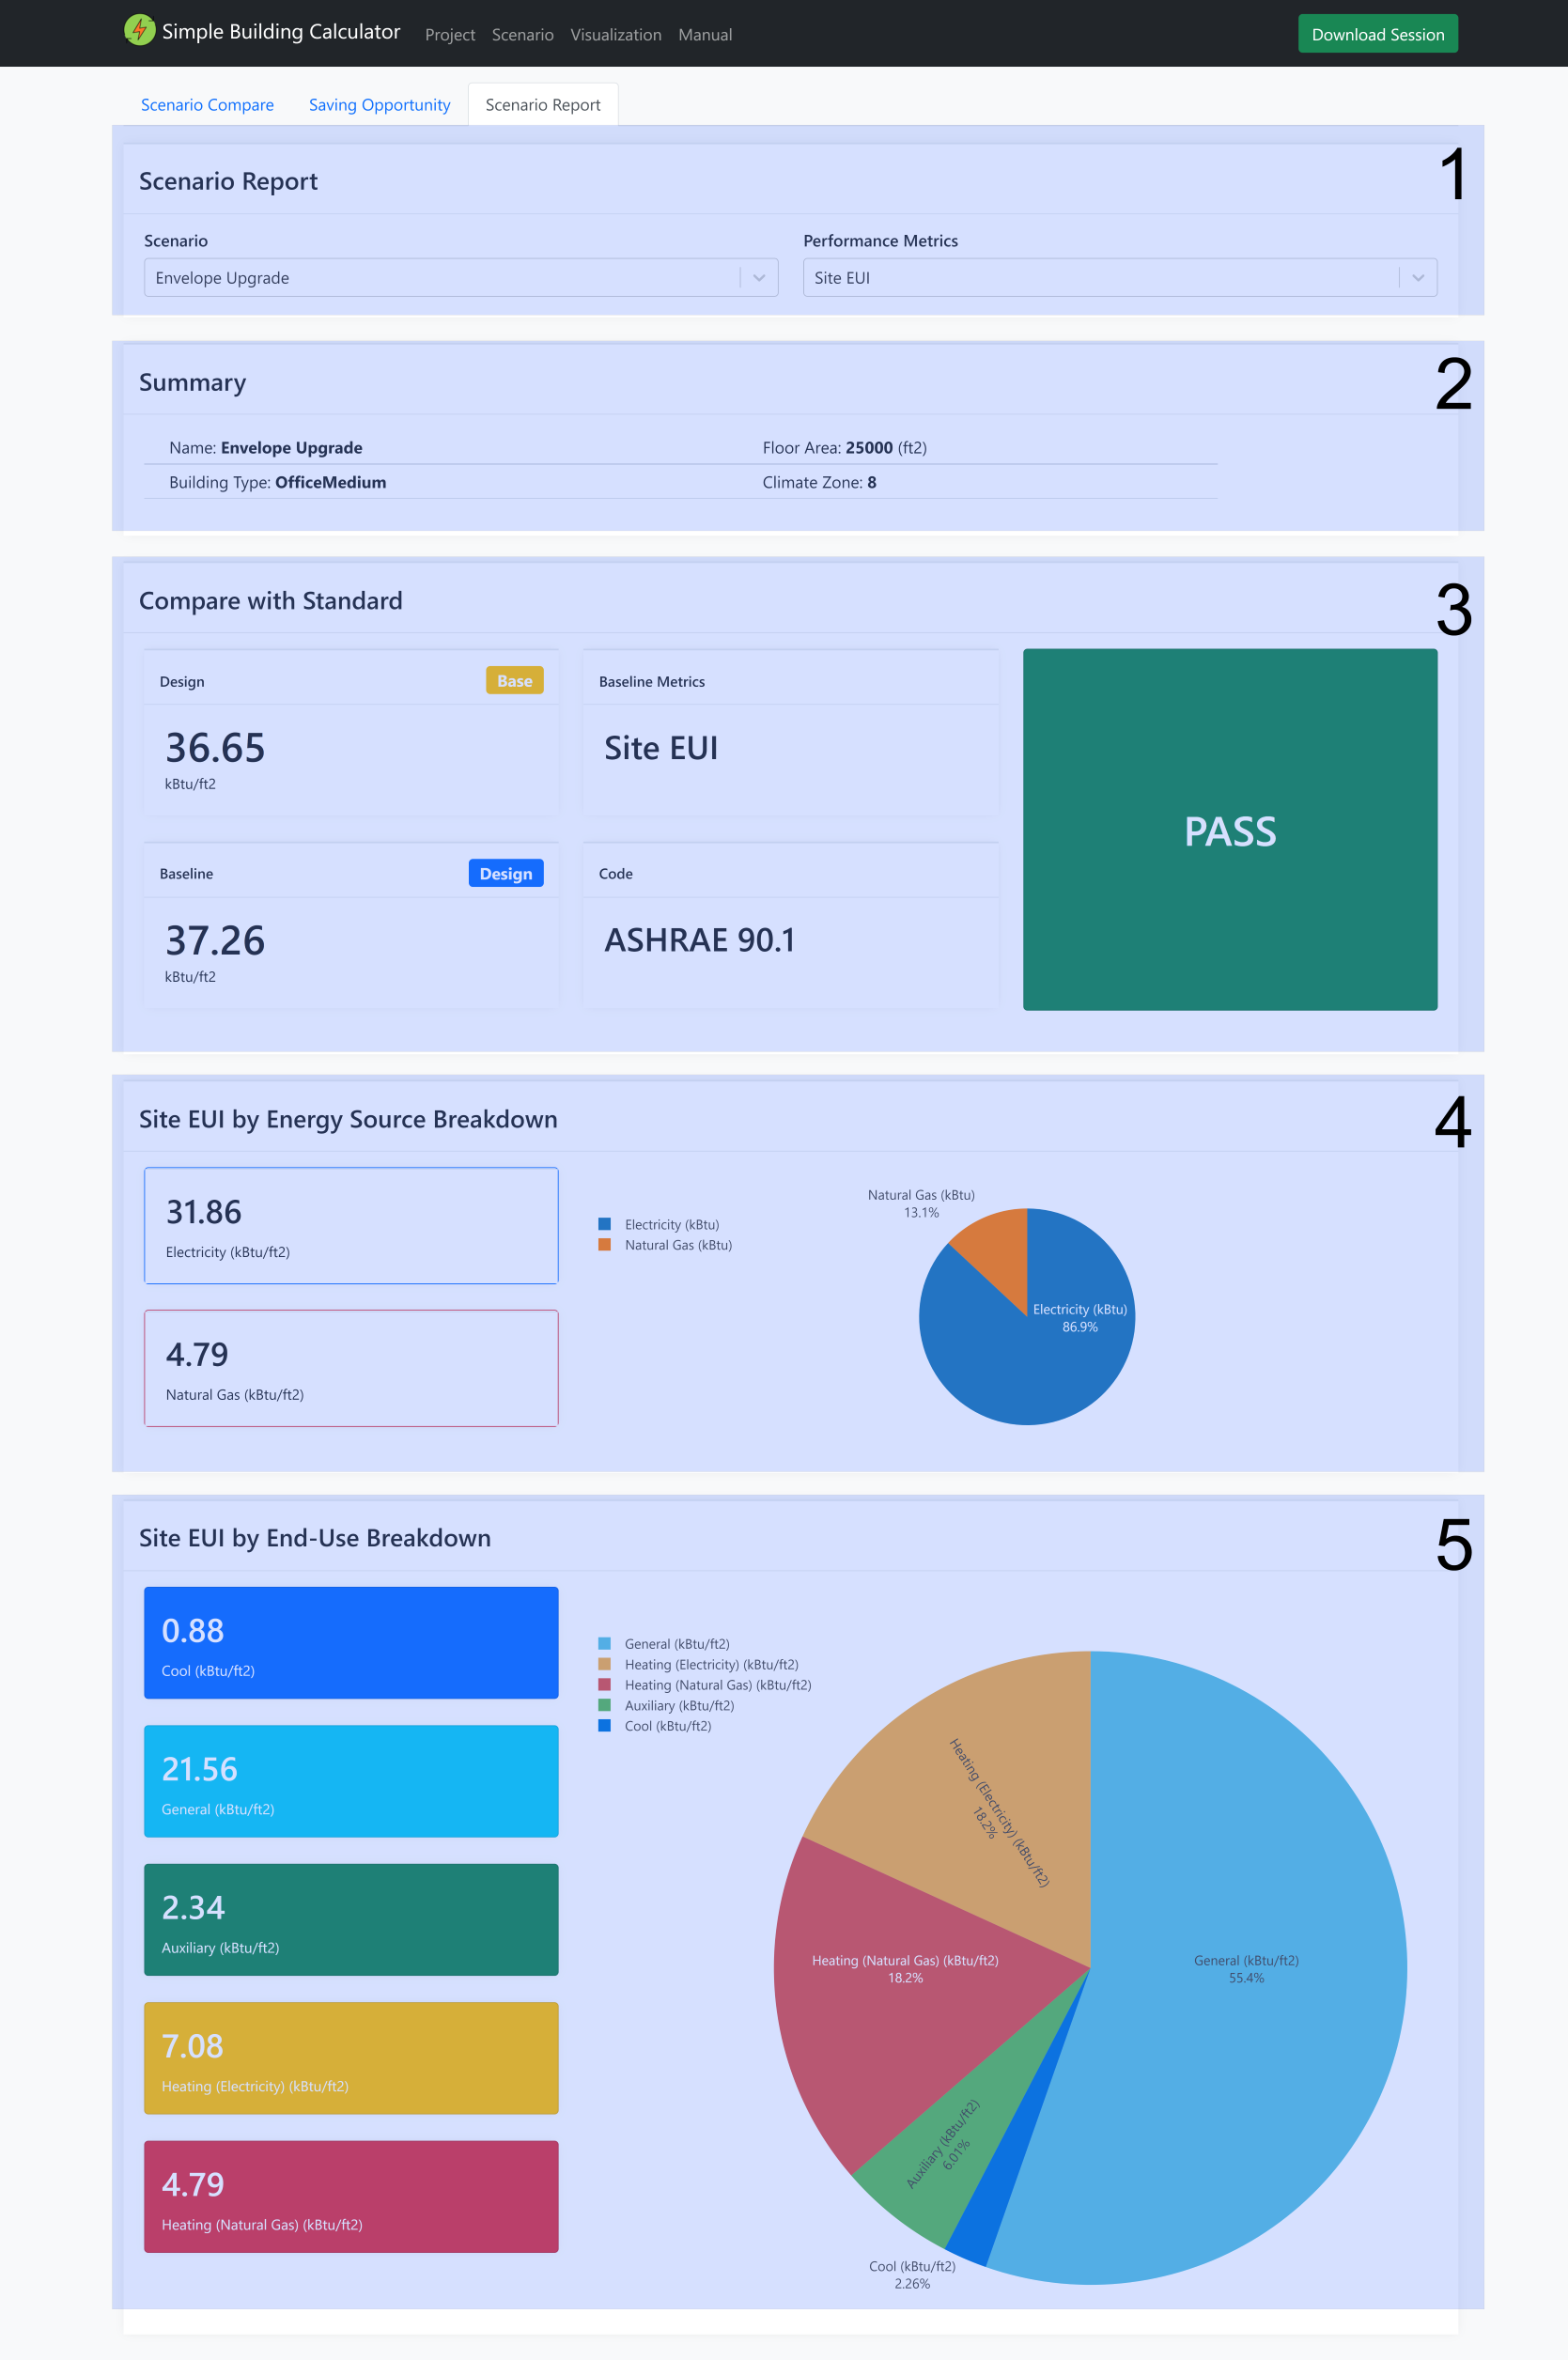 Simple Building Calculator Project Scenario Visualization Manual Download Session
Scenario Compare Saving Opportunity Scenario Report
1
Scenario Report
Scenario Performance Metrics
Envelope Upgrade Site EUI
2
Summary
Name: Envelope Upgrade Floor Area: 25000 (ft2)
Building Type: OfficeMedium Climate Zone: 8
3
Compare with Standard
Design Base
36.65
kBtu/ft2
Baseline Metrics
Site EUI
PASS
Baseline Design
37.26
kBtu/ft2
Code
ASHRAE 90.1
4
Site EUI by Energy Source Breakdown
31.86
Electricity (kBtu/ft2)
4.79
Natural Gas (kBtu/ft2)
Electricity (kBtu)
Natural Gas (kBtu)
Natural Gas (kBtu)
13.1%
Electricity (kBtu)
86.9%
5
Site EUI by End-Use Breakdown
0.88
Cool (kBtu/ft2)
21.56
General (kBtu/ft2)
2.34
Auxiliary (kBtu/ft2)
7.08
Heating (Electricity) (kBtu/ft2)
4.79
Heating (Natural Gas) (kBtu/ft2)
General (kBtu/ft2)
Heating (Electricity) (kBtu/ft2)
Heating (Natural Gas) (kBtu/ft2)
Auxiliary (kBtu/ft2)
Cool (kBtu/ft2)
Heating (Electricity) (kBtu/ft2)
18.2%
Heating (Natural Gas) (kBtu/ft2)
18.2%
General (kBtu/ft2)
55.4%
Auxiliary (kBtu/ft2)
6.01%
Cool (kBtu/ft2)
2.26%